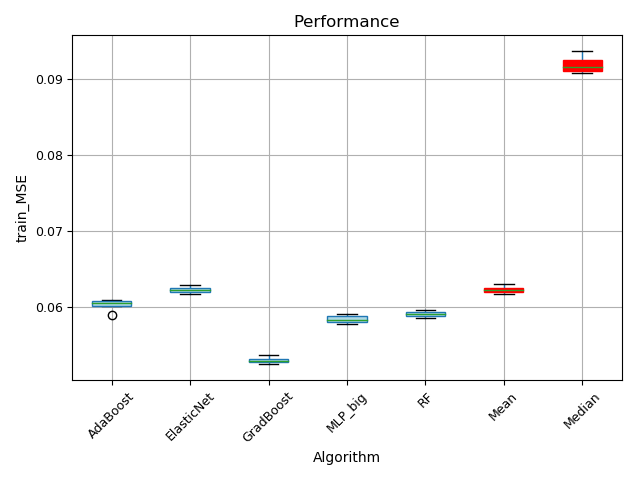 Performance
train_MSE
0.09
0.08
0.07
0.06
AdaBoost
ElasticNet
GradBoost
MLP_big
RF
Mean
Median
Algorithm